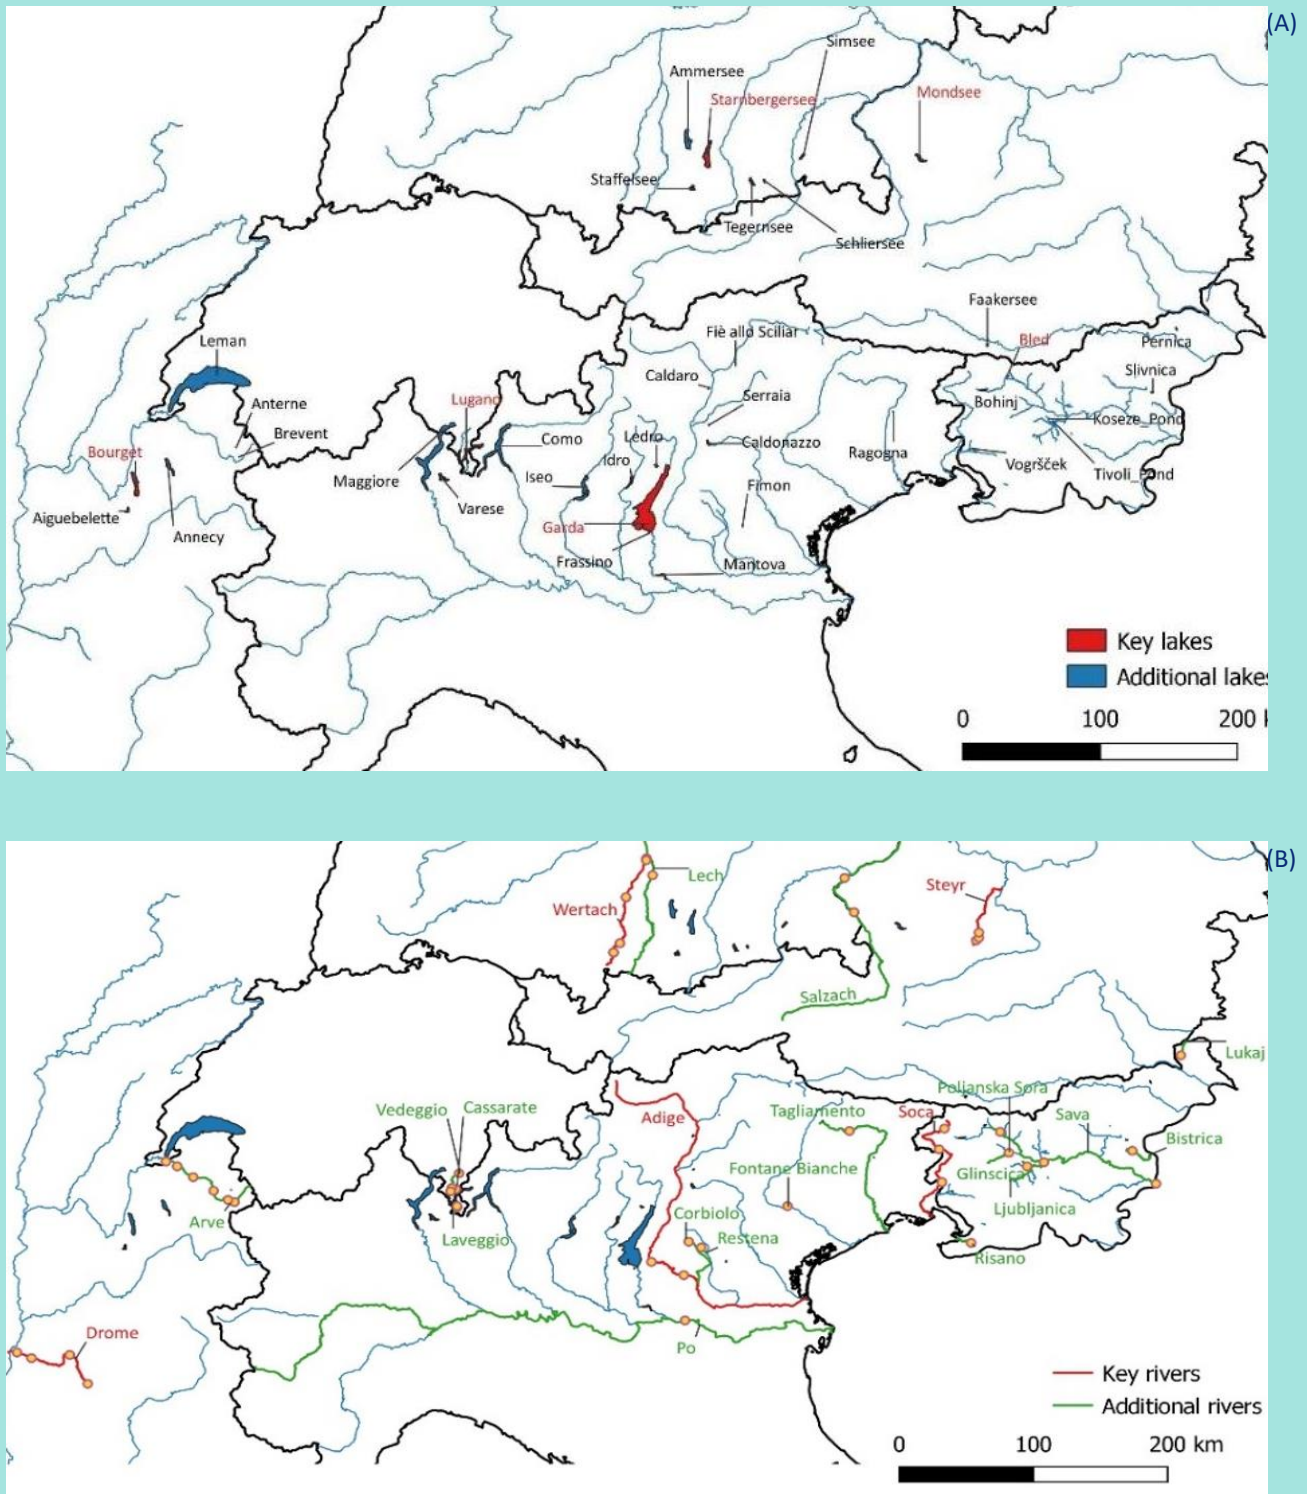 (A)
Simsee
Ammersee
Starnbergersee
Mondsee
Staffelsee
Tegernsee
Schliersee
Faakersee
Fiè allo Sciliar
Bled
Pernica
Leman
Slivnica
Caldaro
Anterne
Lugano
Serraia
Bohinj
Koseze_Pond
Brevent
Como
Ledro
Caldonazzo
Bourget
Idro
Ragogna
Vogršček
Tivoli_Pond
Maggiore
Iseo
Fimon
Varese
Aiguebelette
Garda
Annecy
Frassino
Mantova
Key lakes
Additional lakes
0 100 200 k
(B)
Lech
Steyr
Wertach
Salzach
Lukaj
Poljanska Sora
Vedeggio Cassarate
Adige
Tagliamento
Soca
Sava
Bistrica
Fontane Bianche
Glinscica
Arve
Corbiolo
Ljubljanica
Laveggio
Restena
Risano
Drome
Po
Key rivers
Additional rivers
0 100 200 km